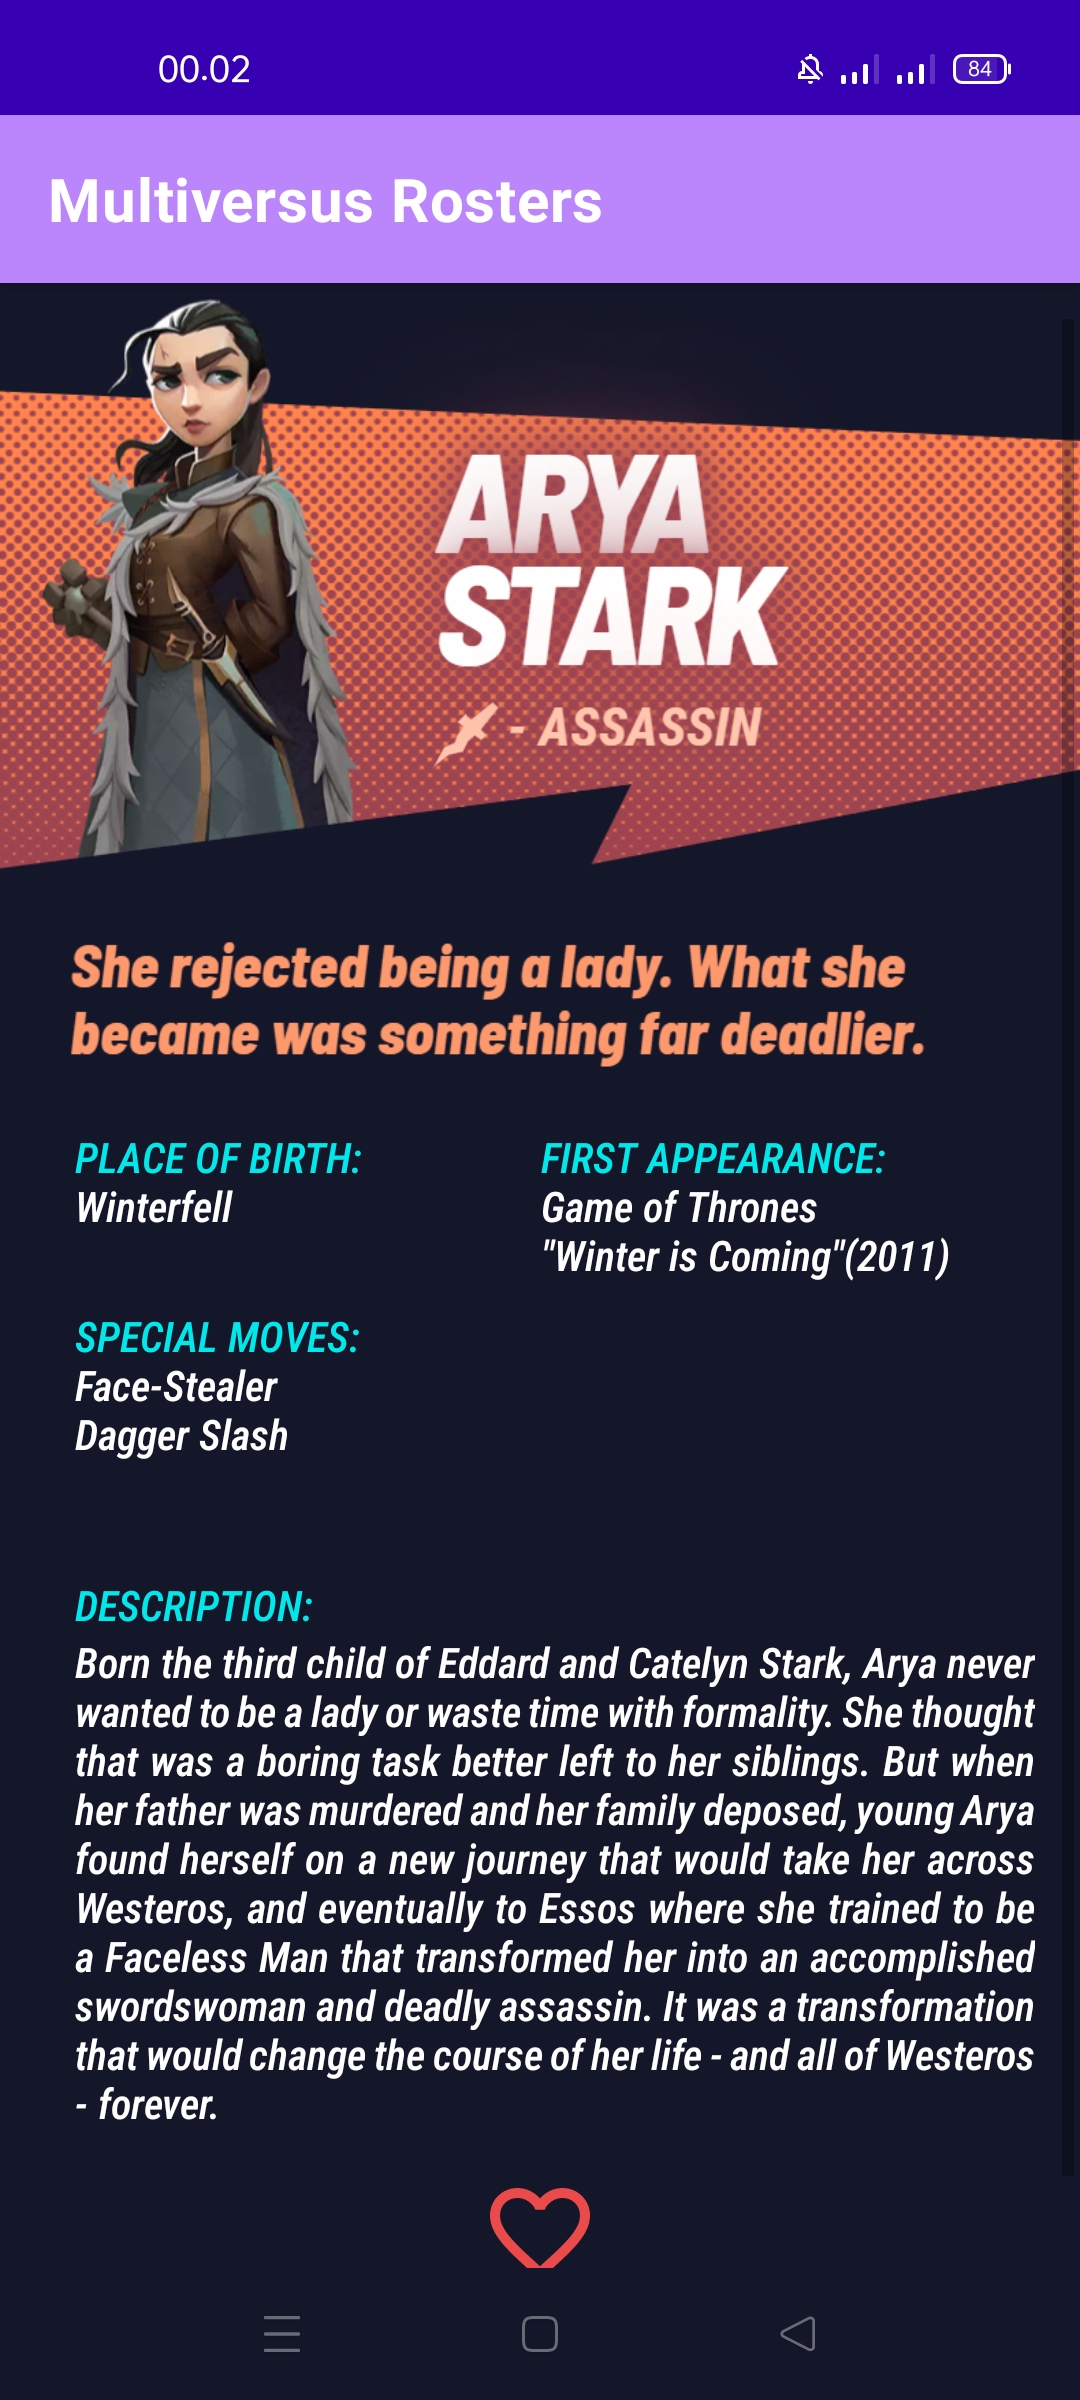 00.02
84
Multiversus Rosters
ARYA
STARK
- ASSASSIN
She rejected being a lady. What she
became was something far deadlier.
PLACE OF BIRTH:
Winterfell
FIRST APPEARANCE:
Game of Thrones
"Winter is Coming"(2011)
SPECIAL MOVES:
Face-Stealer
Dagger Slash
DESCRIPTION:
Born the third child of Eddard and Catelyn Stark, Arya never
wanted to be a lady or waste time with formality. She thought
that was a boring task better left to her siblings. But when
her father was murdered and her family deposed, young Arya
found herself on a new journey that would take her across
Westeros, and eventually to Essos where she trained to be
a Faceless Man that transformed her into an accomplished
swordswoman and deadly assassin. It was a transformation
that would change the course of her life - and all of Westeros
- forever.